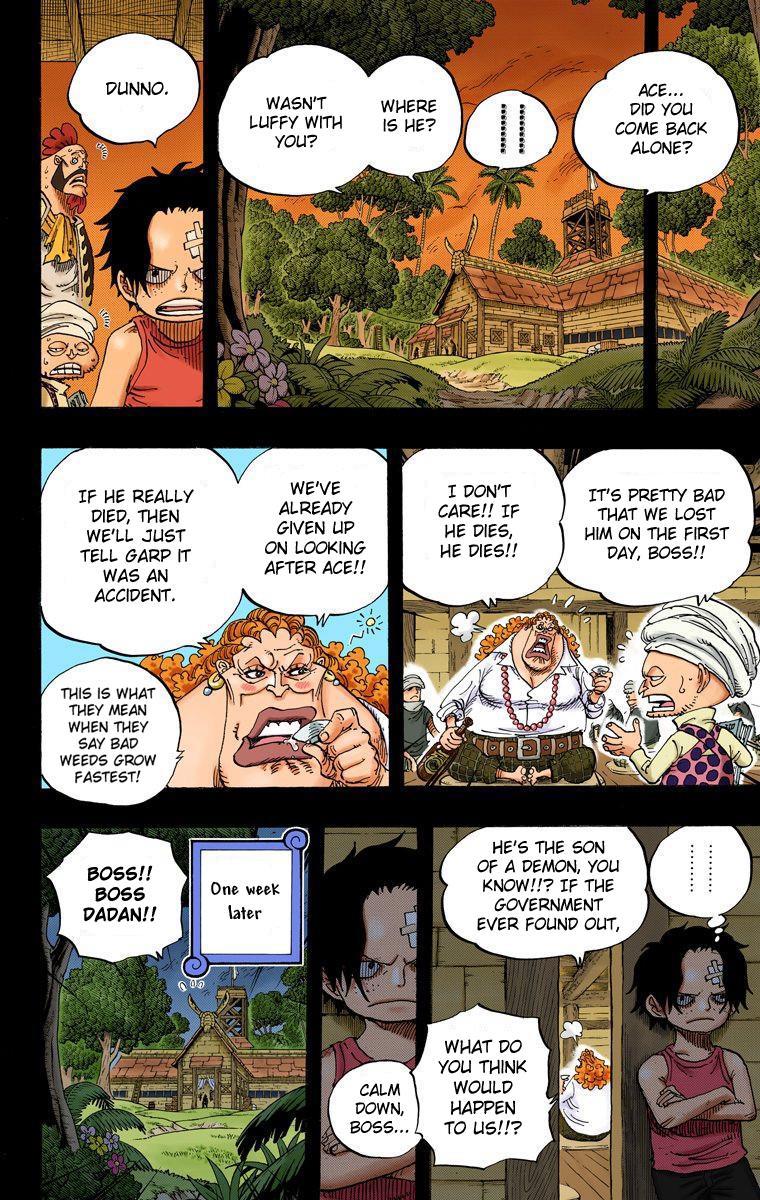 ACE...
DID YOU
COME BACK
ALONE?
!!
WHERE
IS HE?
WASN'T
LUFFY WITH
YOU?
DUNNO.
IT'S PRETTY BAD
THAT WE LOST
HIM ON THE FIRST
DAY, BOSS!!
I DON'T
CARE!! IF
HE DIES,
HE DIES!!
WE'VE
ALREADY
GIVEN UP
ON LOOKING
AFTER ACE!!
IF HE REALLY
DIED, THEN
WE'LL JUST
TELL GARP IT
WAS AN
ACCIDENT.
THIS IS WHAT
THEY MEAN
WHEN THEY
SAY BAD
WEEDS GROW
FASTEST!
......
HE'S THE SON
OF A DEMON, YOU
KNOW!!? IF THE
GOVERNMENT
EVER FOUND OUT,
WHAT DO
YOU THINK
WOULD
HAPPEN
TO US!!?
CALM
DOWN,
BOSS...
One week
later
BOSS!!
BOSS
DADAN!!